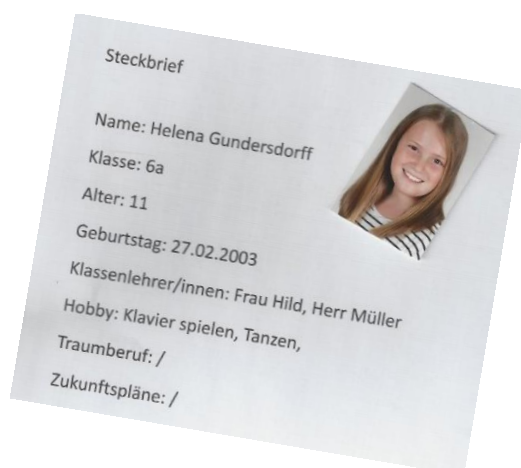 Steckbrief
Name: Helena Gundersdorff
Klasse: 6a
Alter: 11
Geburtstag: 27.02.2003
Klassenlehrer/innen: Frau Hild, Herr Müller
Hobby: Klavier spielen, Tanzen,
Traumberuf: /
Zukunftspläne: /